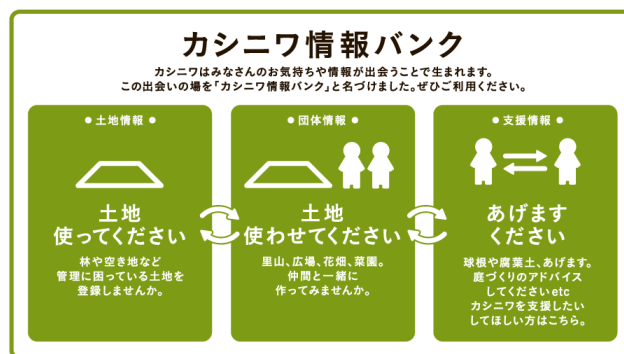 カシニワ情報バンク
カシニワはみなさんのお気持ちや情報が出会うことで生まれます。
この出会いの場を「カシニワ情報バンク」と名づけました。ぜひご利用ください。
● 土地情報 ●
土地
使ってください
林や空き地など
管理に困っている土地を
登録しませんか。
● 団体情報 ●
土地
使わせてください
里山、広場、花畑、菜園。
仲間と一緒に
作ってみませんか。
● 支援情報 ●
あげます
ください
球根や腐葉土、あげます。
庭づくりのアドバイス
してくださいetc
カシニワを支援したい
してほしい方はこちら。